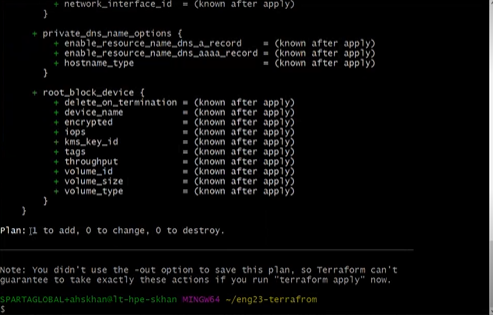 + network_interface_id = (known after apply)
}
+ private_dns_name_options {
+ enable_resource_name_dns_a_record = (known after apply)
+ enable_resource_name_dns_aaaa_record = (known after apply)
+ hostname_type = (known after apply)
}
+ root_block_device {
+ delete_on_termination = (known after apply)
+ device_name = (known after apply)
+ encrypted = (known after apply)
+ iops = (known after apply)
+ kms_key_id = (known after apply)
+ tags = (known after apply)
+ throughput = (known after apply)
+ volume_id = (known after apply)
+ volume_size = (known after apply)
+ volume_type = (known after apply)
}
}
Plan: 1 to add, 0 to change, 0 to destroy.
Note: You didn't use the -out option to save this plan, so Terraform can't
guarantee to take exactly these actions if you run "terraform apply" now.
SPARTAGLOBAL+ahskhan@lt-hpe-skhan MINGW64 ~/eng23-terrafrom
$